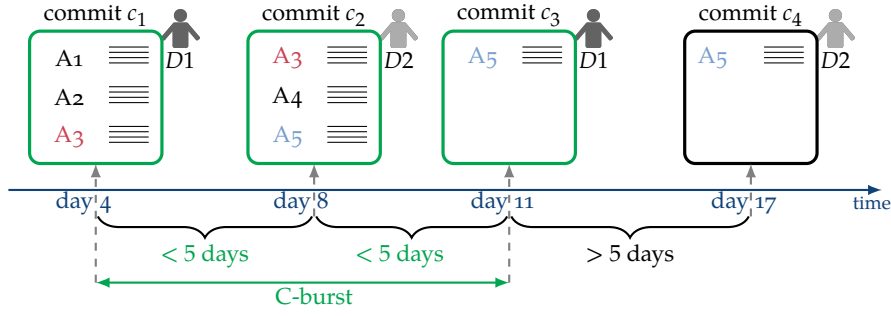 commit c₁
commit c₂
commit c₃
commit c₄
A1
A2
A3
D1
A3
A4
A5
D2
A5
D1
A5
D2
day 4
day 8
day 11
day 17
time
< 5 days
< 5 days
> 5 days
C-burst